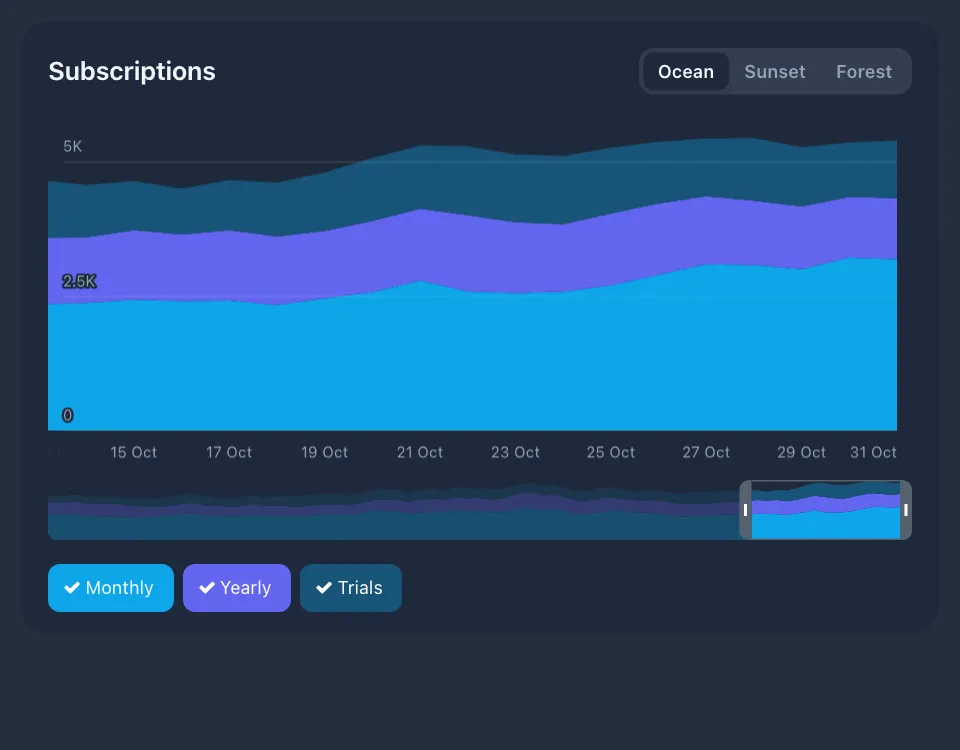 Subscriptions
Ocean Sunset Forest
5K
2.5K
0
15 Oct 17 Oct 19 Oct 21 Oct 23 Oct 25 Oct 27 Oct 29 Oct 31 Oct
Monthly Yearly Trials